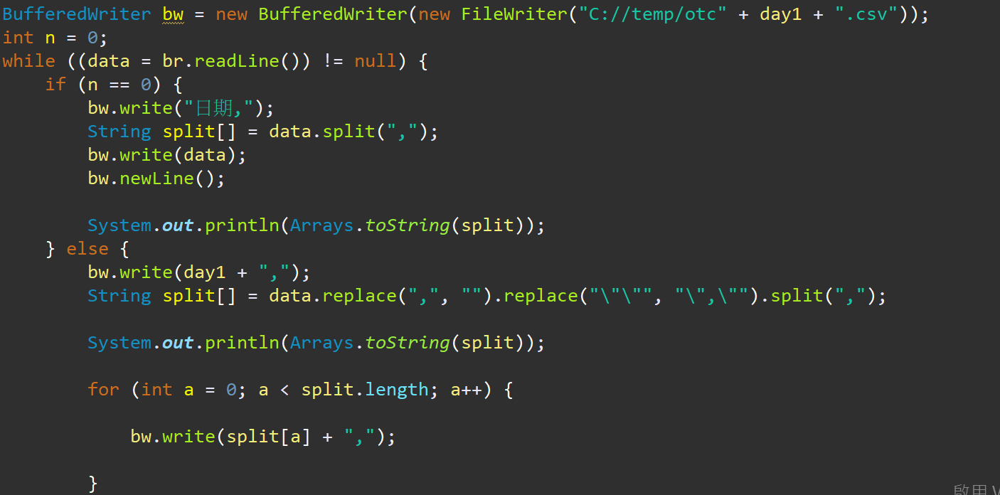 BufferedWriter bw = new BufferedWriter(new FileWriter("C://temp/otc" + day1 + ".csv"));
int n = 0;
while ((data = br.readLine()) != null) {
    if (n == 0) {
        bw.write("日期,");
        String split[] = data.split(",");
        bw.write(data);
        bw.newLine();
        System.out.println(Arrays.toString(split));
    } else {
        bw.write(day1 + ",");
        String split[] = data.replace(",", "").replace("\"\"", "\",\"").split(",");
        System.out.println(Arrays.toString(split));
        for (int a = 0; a < split.length; a++) {
            bw.write(split[a] + ",");
        }
啟用